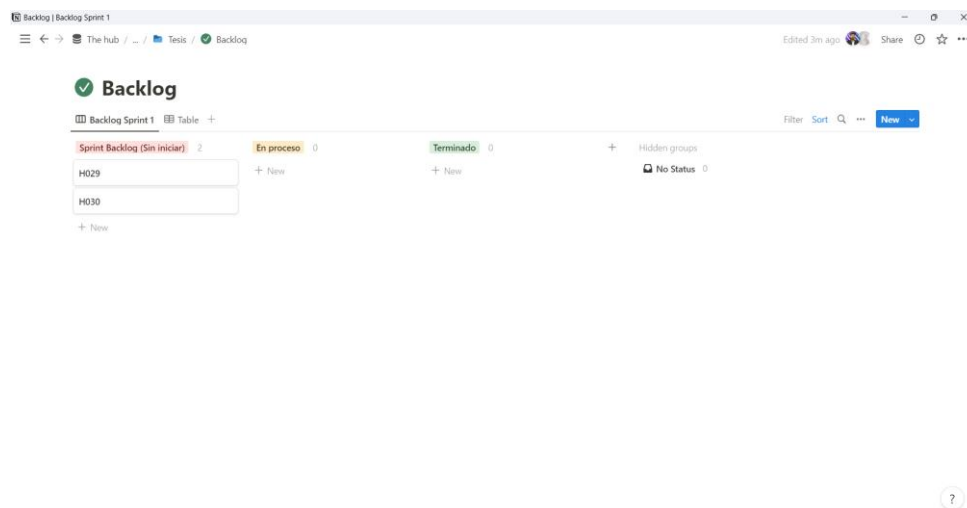 Backlog | Backlog Sprint 1
The hub / ... / Tesis / Backlog
Edited 3m ago Share
Backlog
Backlog Sprint 1 Table +
Filter Sort New
Sprint Backlog (Sin iniciar) 2 En proceso 0 Terminado 0 + Hidden groups
H029 + New + New No Status 0
H030
+ New
?